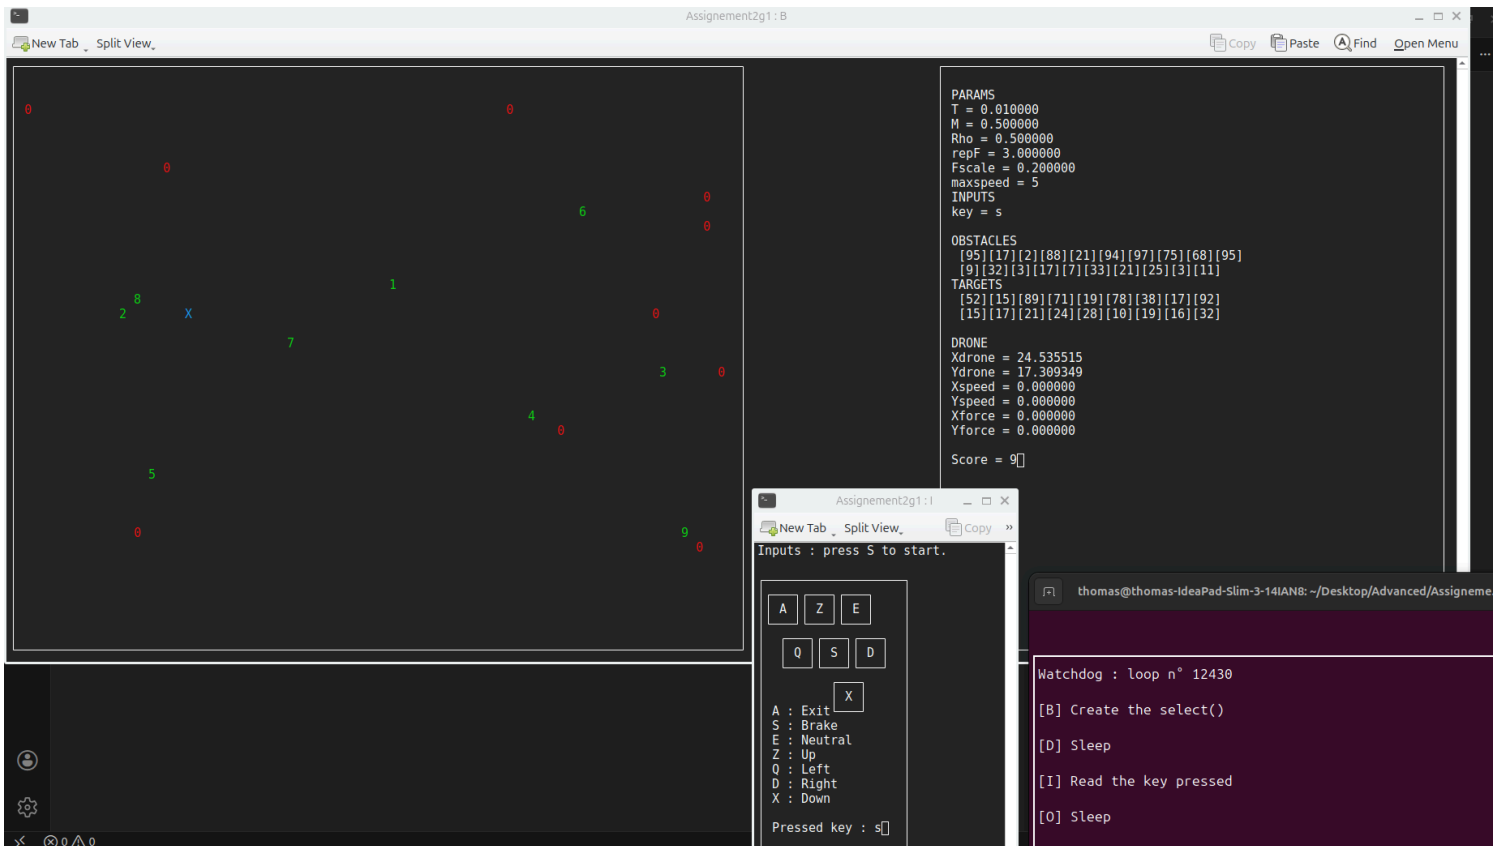 Assignement2g1 : B
New Tab Split View Copy Paste Find Open Menu
0 0
0
0
6
0
1
8
2 X 0
7
3 0
4
0
5
0 9
0
PARAMS
T = 0.010000
M = 0.500000
Rho = 0.500000
repF = 3.000000
Fscale = 0.200000
maxspeed = 5
INPUTS
key = s
OBSTACLES
[95][17][2][88][21][94][97][75][68][95]
[9][32][3][17][7][33][21][25][3][11]
TARGETS
[52][15][89][71][19][78][38][17][92]
[15][17][21][24][28][10][19][16][32]
DRONE
Xdrone = 24.535515
Ydrone = 17.309349
Xspeed = 0.000000
Yspeed = 0.000000
Xforce = 0.000000
Yforce = 0.000000
Score = 9
Assignement2g1 : I
New Tab Split View Copy »
Inputs : press S to start.
A Z E
Q S D
X
A : Exit
S : Brake
E : Neutral
Z : Up
Q : Left
D : Right
X : Down
Pressed key : s
thomas@thomas-IdeaPad-Slim-3-14IAN8: ~/Desktop/Advanced/Assigneme.
Watchdog : loop n° 12430
[B] Create the select()
[D] Sleep
[I] Read the key pressed
[O] Sleep
0 0